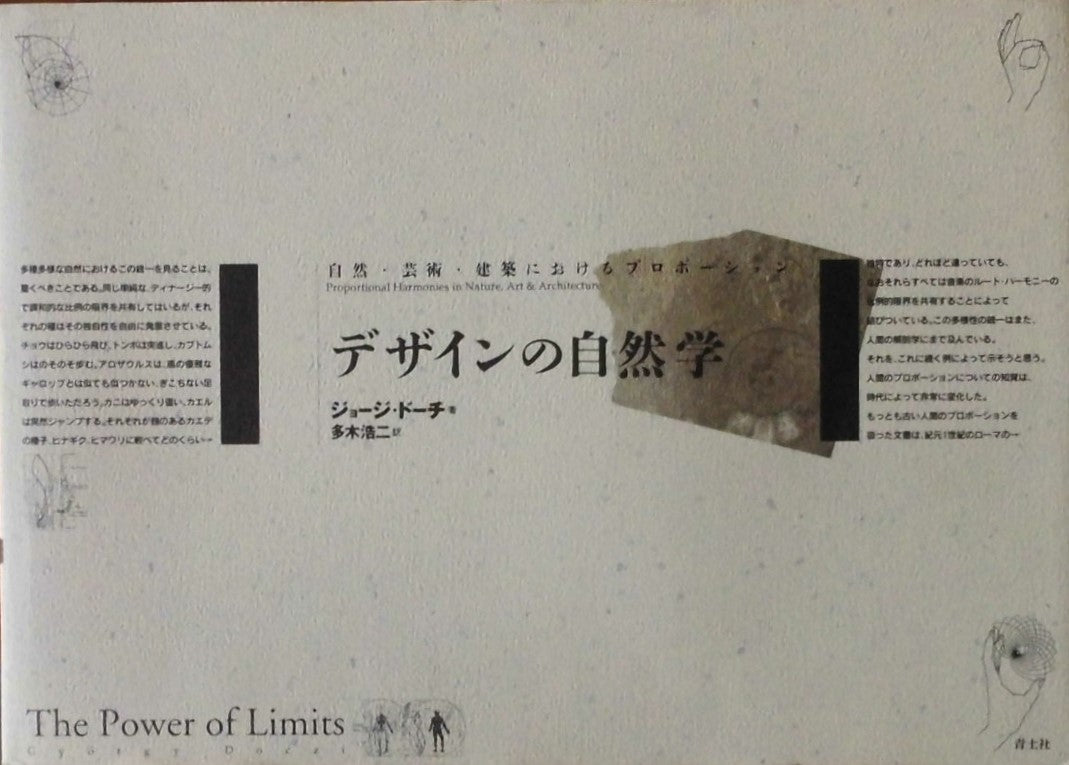 自然・芸術・建築におけるプロポーション
Proportional Harmonies in Nature, Art & Architecture
デザインの自然学
ジョージ・ドーチ 著
多木浩二 訳
多種多様な自然におけるこの統一を見ることは、
驚くべきことである。同じ単純な、ディナージー的
で調和的な比例の限界を共有してはいるが、それ
ぞれの種はその独自性を自由に発露させている。
チョウはひらひら飛び、トンボは突進し、カブトム
シはのそのそ歩む。アロザウルスは、馬の優雅な
ギャロップとは似ても似つかない、ぎこちない足
取りで歩いただろう。カニはゆっくり這い、カエル
は突然ジャンプする。それぞれが種のあるカエデ
の種子、ヒナギク、ヒマワリに較べてどのくらい→
独特であり、どれほど違っていても、
なおそれらすべては音楽のルート・ハーモニーの
比例的限界を共有することによって
結びついている。この多様性の統一はまた、
人間の解剖学にまで及んでいる。
それを、これに続く例によって示そうと思う。
人間のプロポーションについての知識は、
時代によって非常に変化した。
もっとも古い人間のプロポーションを
扱った文書は、紀元1世紀のローマの→
The Power of Limits
György Doczi
青土社